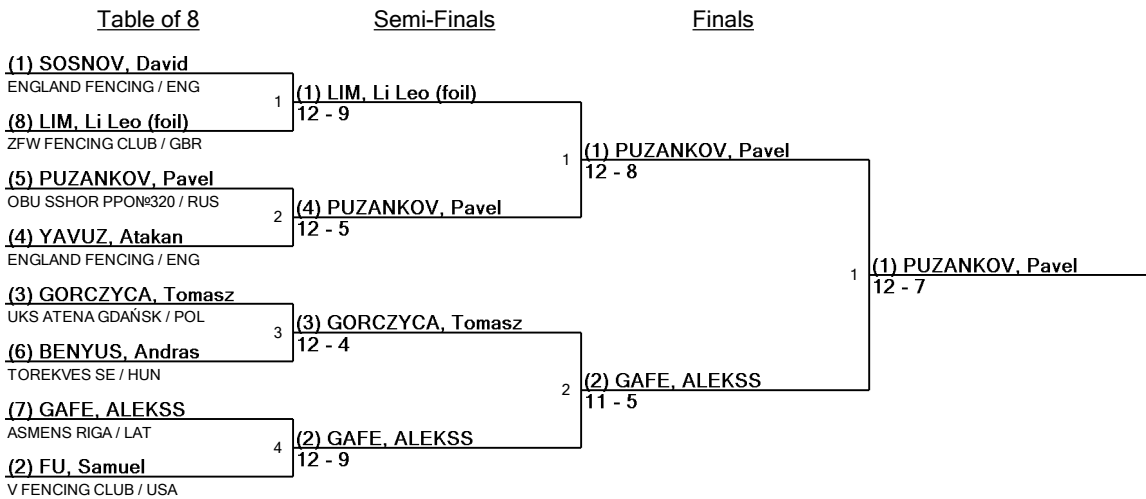 Table of 8 Semi-Finals Finals
(1) SOSNOV, David
ENGLAND FENCING / ENG
1 (1) LIM, Li Leo (foil)
12 - 9
(8) LIM, Li Leo (foil)
ZFW FENCING CLUB / GBR
1 (1) PUZANKOV, Pavel
12 - 8
(5) PUZANKOV, Pavel
OBU SSHOR PPO№320 / RUS
2 (4) PUZANKOV, Pavel
12 - 5
(4) YAVUZ, Atakan
ENGLAND FENCING / ENG
1 (1) PUZANKOV, Pavel
12 - 7
(3) GORCZYCA, Tomasz
UKS ATENA GDAŃSK / POL
3 (3) GORCZYCA, Tomasz
12 - 4
(6) BENYUS, Andras
TOREKVES SE / HUN
2 (2) GAFE, ALEKSS
11 - 5
(7) GAFE, ALEKSS
ASMENS RIGA / LAT
4 (2) GAFE, ALEKSS
12 - 9
(2) FU, Samuel
V FENCING CLUB / USA